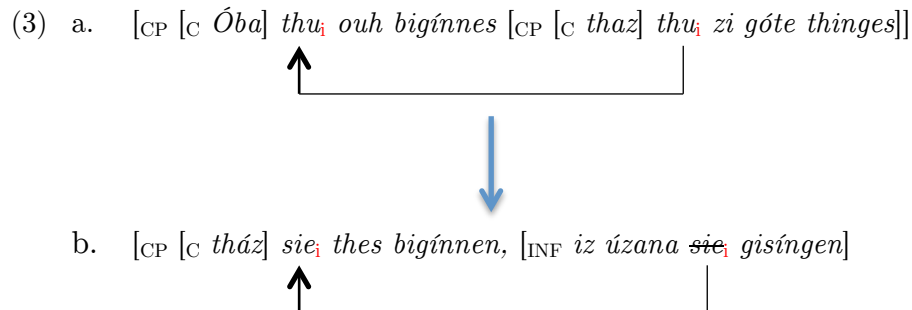 (3) a. [CP [C Óba] thui ouh bigínnes [CP [C thaz] thui zi góte thinges]]
b. [CP [C tház] siei thes bigínnen, [INF iz úzana siei gisíngen]